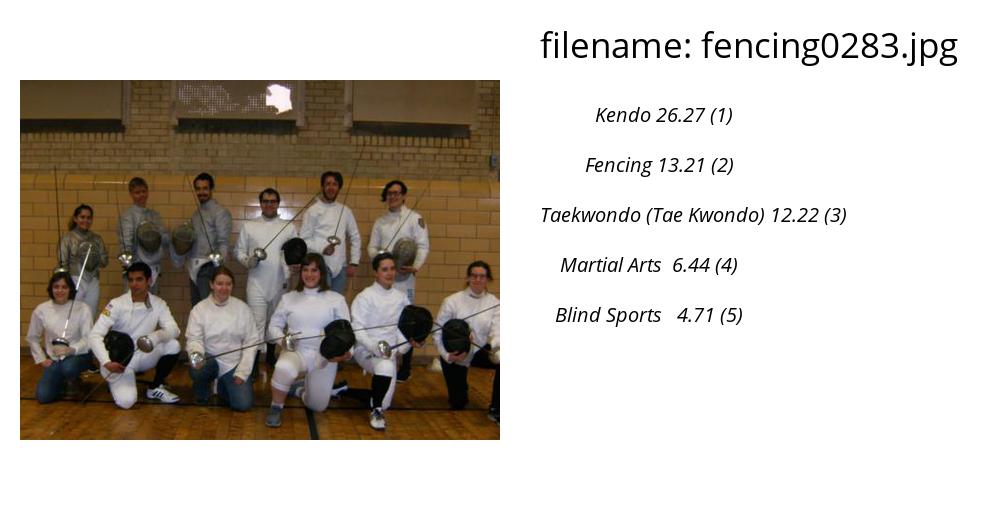 filename: fencing0283.jpg
Kendo 26.27 (1)
Fencing 13.21 (2)
Taekwondo (Tae Kwondo) 12.22 (3)
Martial Arts 6.44 (4)
Blind Sports 4.71 (5)